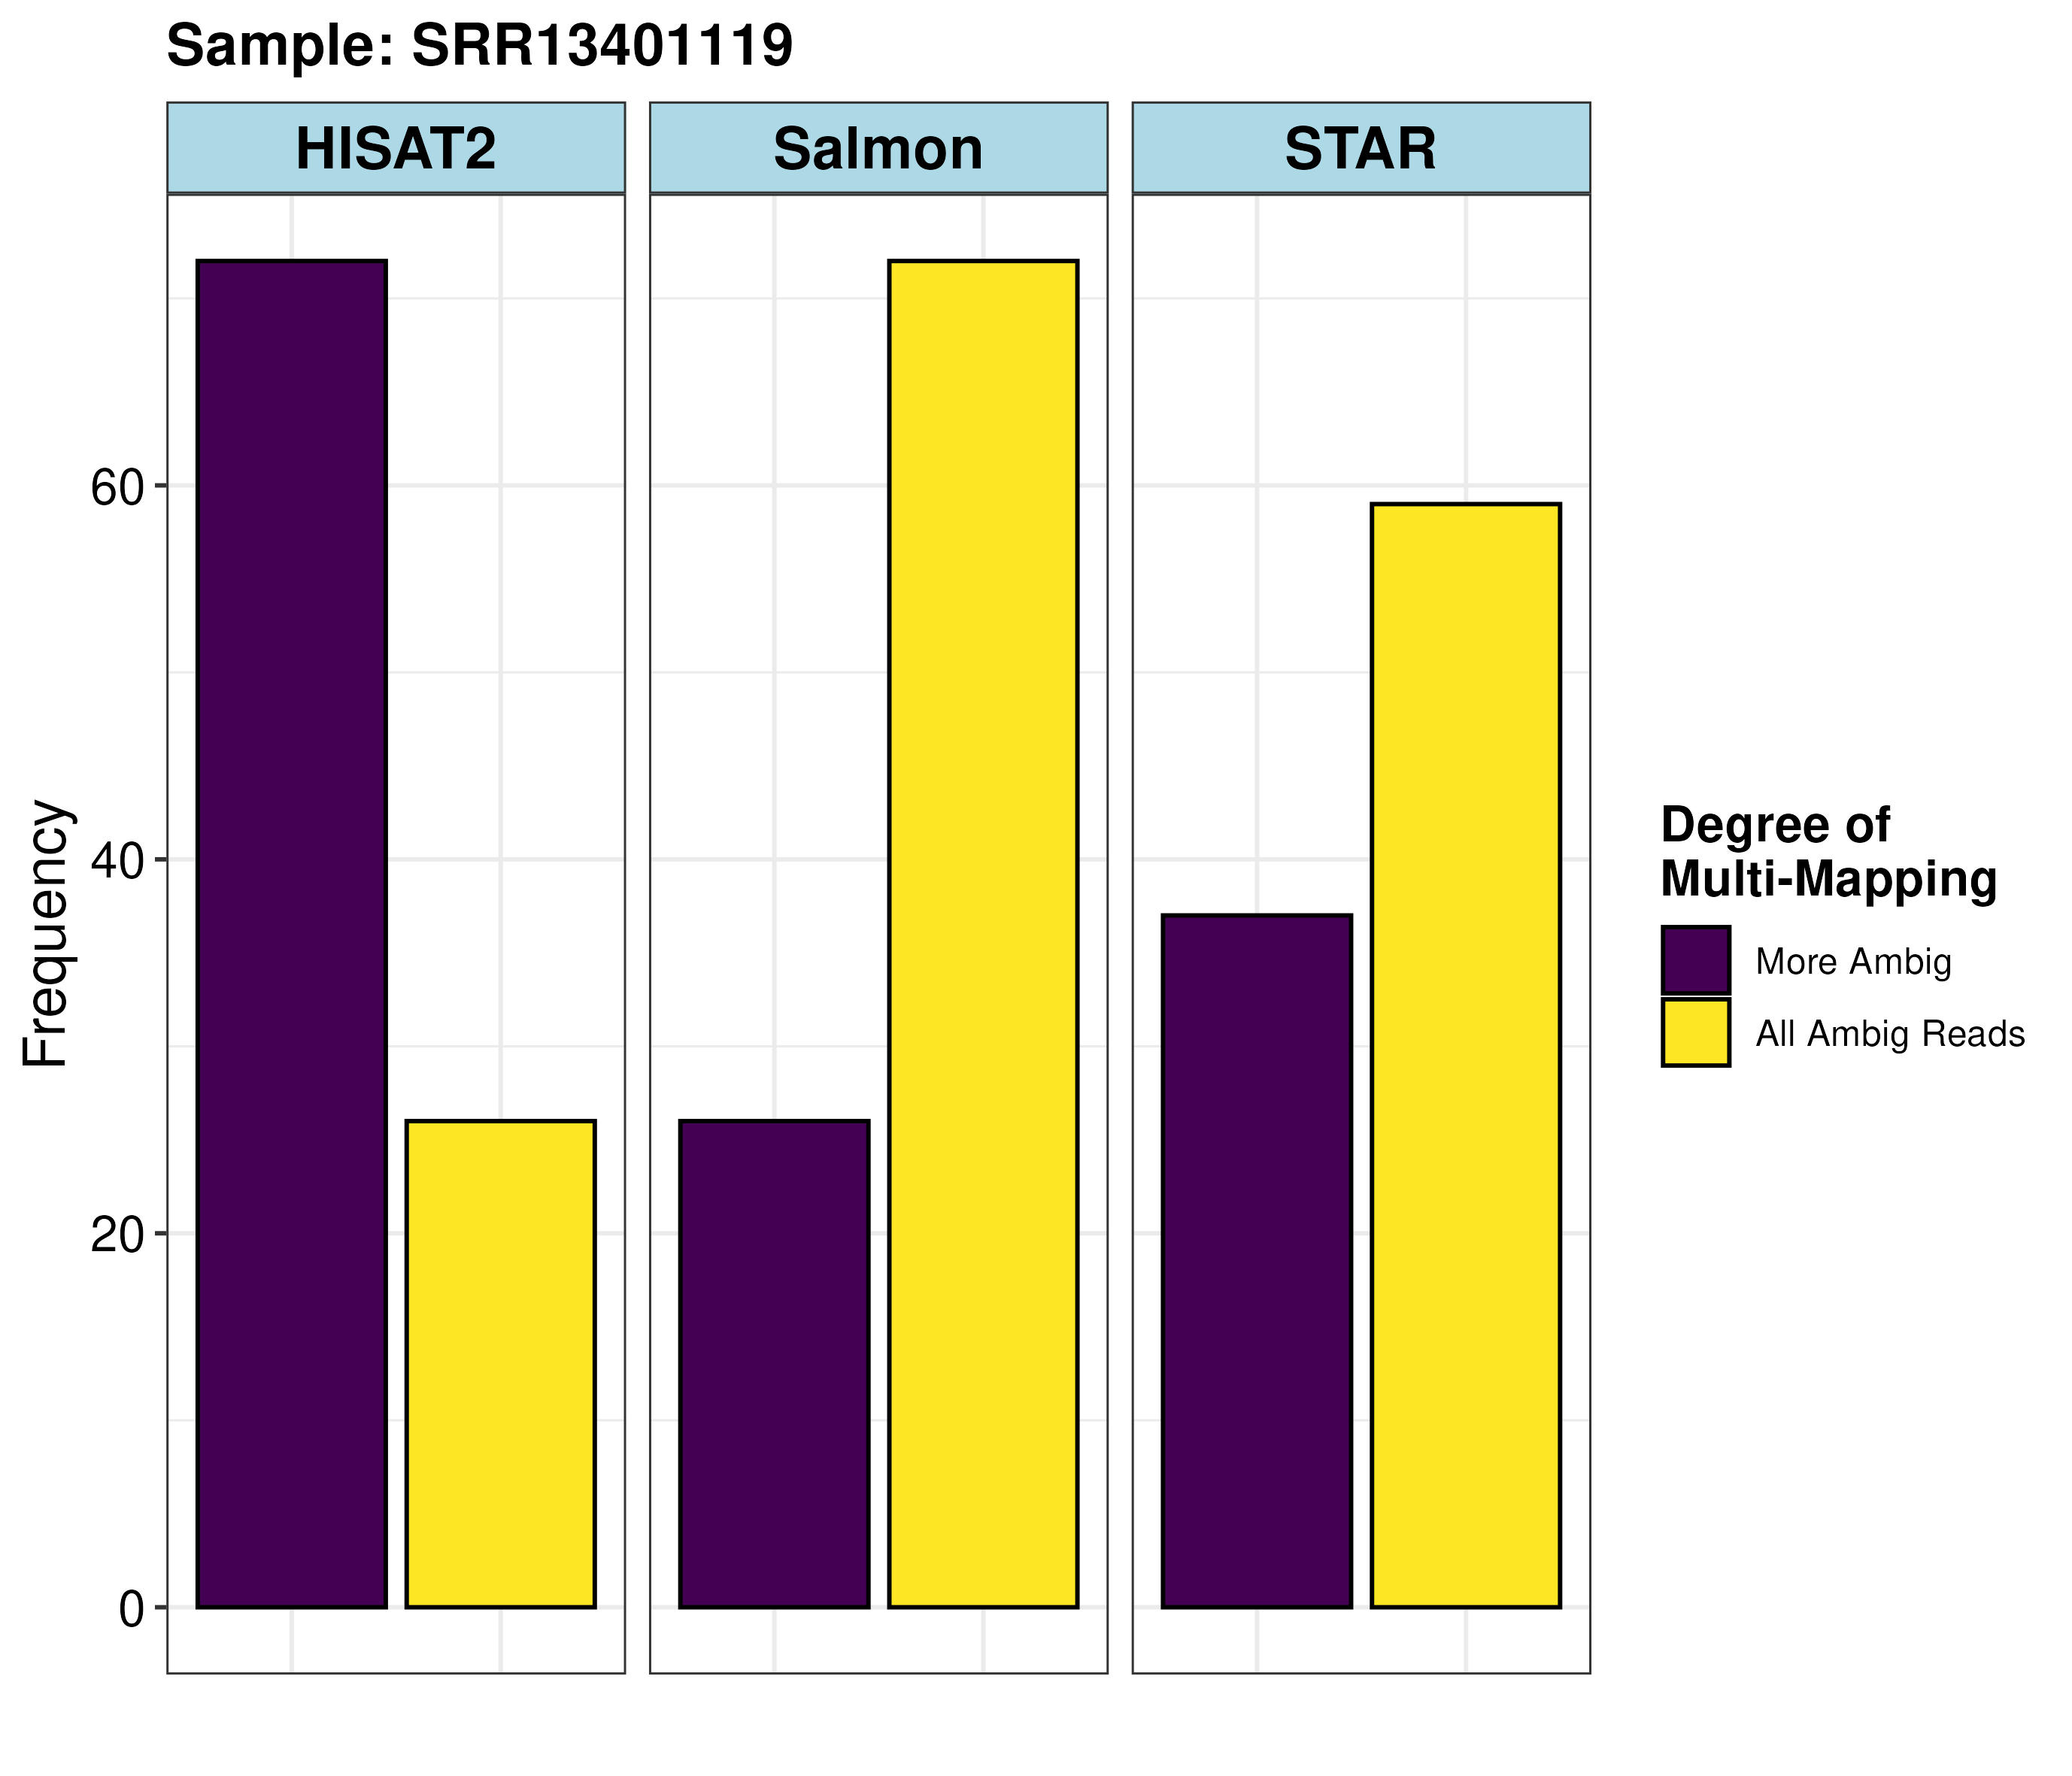 Sample: SRR13401119
HISAT2
Salmon
STAR
Frequency
60
40
20
0
Degree of
Multi-Mapping
More Ambig
All Ambig Reads